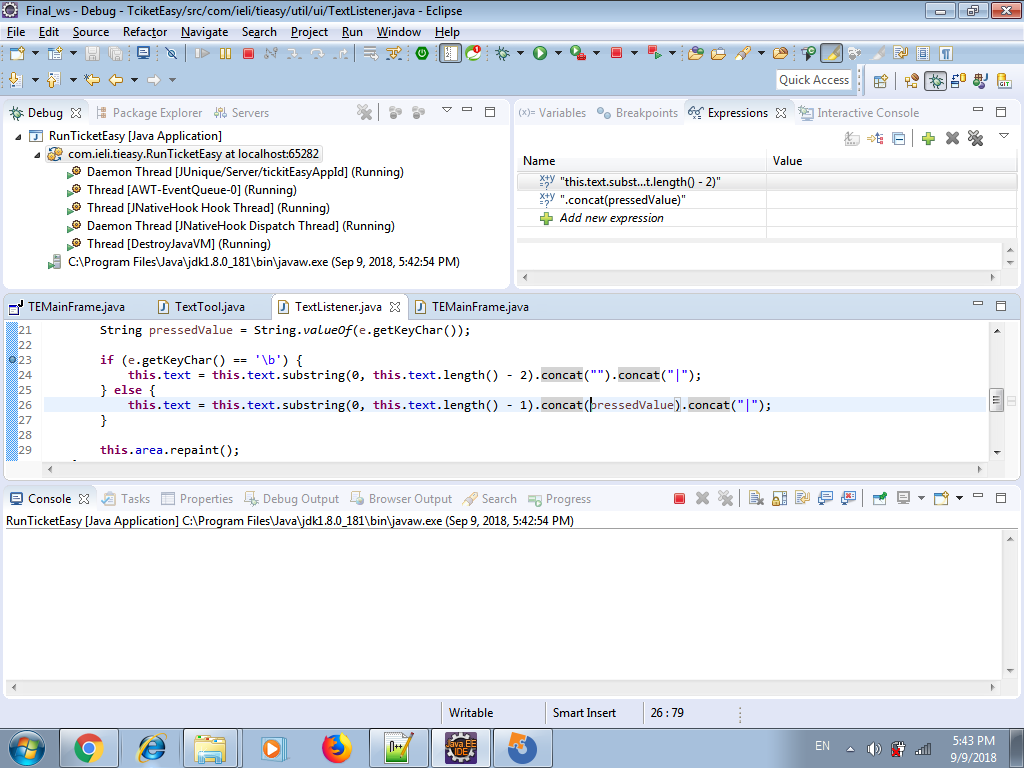 Final_ws - Debug - TciketEasy/src/com/ieli/tieasy/util/ui/TextListener.java - Eclipse
File Edit Source Refactor Navigate Search Project Run Window Help
Quick Access
Debug Package Explorer Servers
RunTicketEasy [Java Application]
com.ieli.tieasy.RunTicketEasy at localhost:65282
Daemon Thread [JUnique/Server/tickitEasyAppId] (Running)
Thread [AWT-EventQueue-0] (Running)
Thread [JNativeHook Hook Thread] (Running)
Daemon Thread [JNativeHook Dispatch Thread] (Running)
Thread [DestroyJavaVM] (Running)
C:\Program Files\Java\jdk1.8.0_181\bin\javaw.exe (Sep 9, 2018, 5:42:54 PM)
(x)= Variables Breakpoints Expressions Interactive Console
Name Value
"this.text.subst...t.length() - 2)"
".concat(pressedValue)"
Add new expression
TEMainFrame.java TextTool.java TextListener.java TEMainFrame.java
21 String pressedValue = String.valueOf(e.getKeyChar());
22
23 if (e.getKeyChar() == '\b') {
24 this.text = this.text.substring(0, this.text.length() - 2).concat("").concat("|");
25 } else {
26 this.text = this.text.substring(0, this.text.length() - 1).concat(pressedValue).concat("|");
27 }
28
29 this.area.repaint();
Console Tasks Properties Debug Output Browser Output Search Progress
RunTicketEasy [Java Application] C:\Program Files\Java\jdk1.8.0_181\bin\javaw.exe (Sep 9, 2018, 5:42:54 PM)
Writable Smart Insert 26 : 79
Java EE
IDE
EN
5:43 PM
9/9/2018